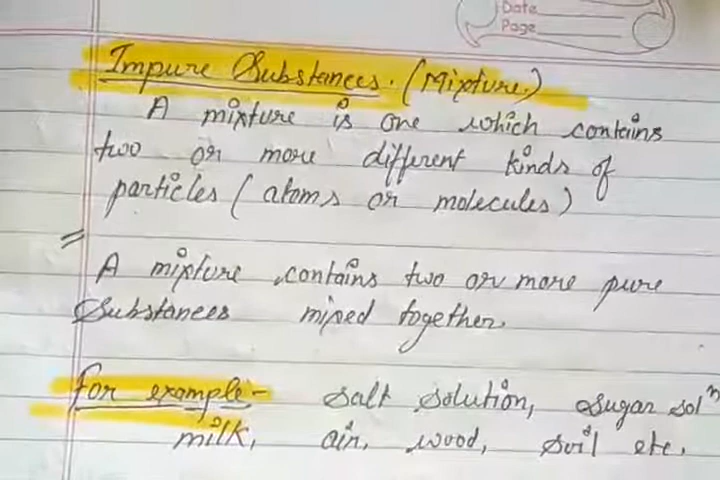 Date
Page
Impure Substances. (Mixture.)
A mixture is one which contains
two or more different kinds of
particles (atoms or molecules)
A mixture contains two or more pure
Substances mixed together.
For example- salt solution, sugar solⁿ
milk, air, wood, soil etc.